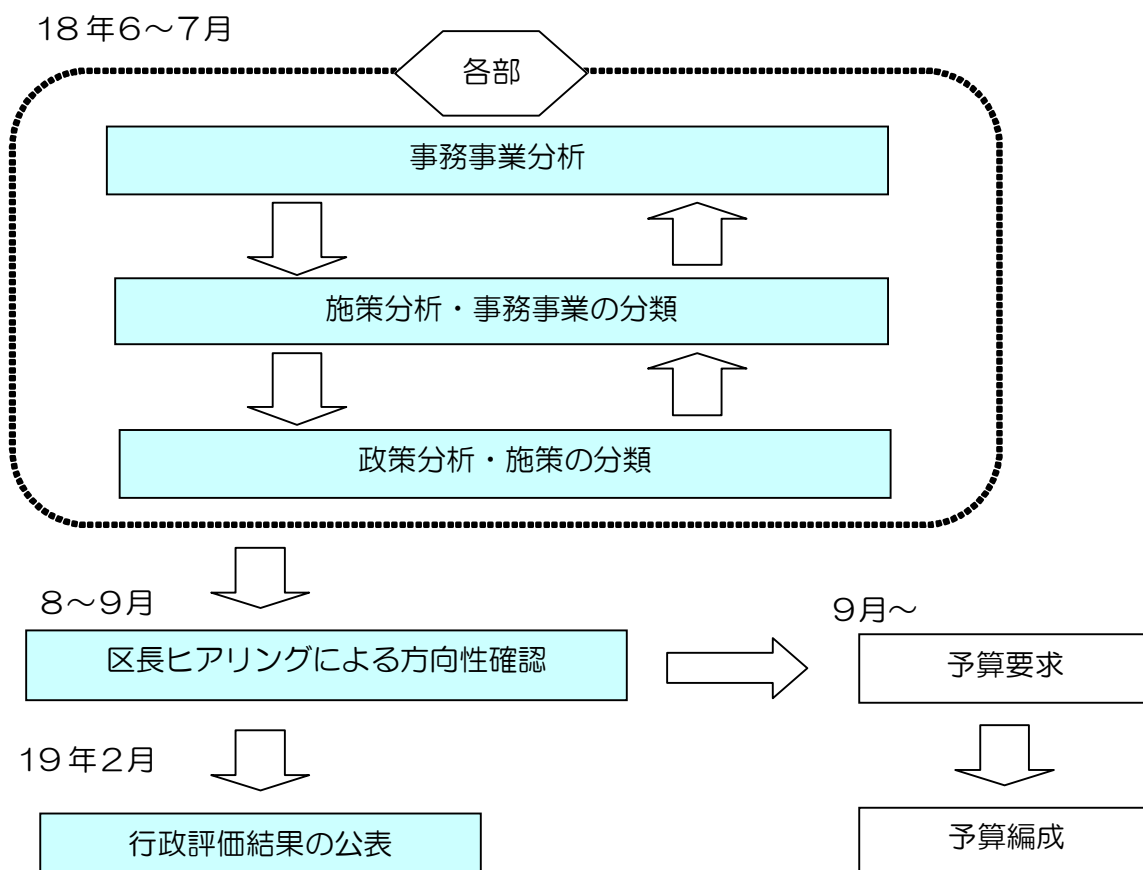 18年6～7月
各部
事務事業分析
施策分析・事務事業の分類
政策分析・施策の分類
8～9月
区長ヒアリングによる方向性確認
9月～
予算要求
19年2月
行政評価結果の公表
予算編成